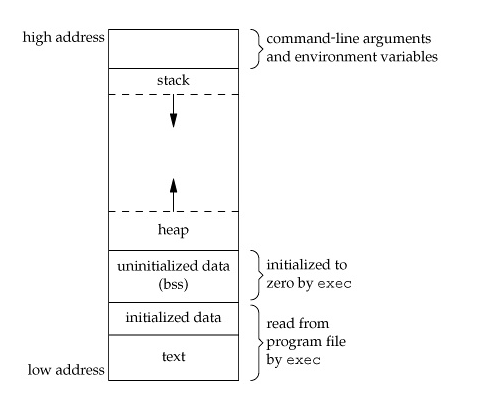 high address
command-line arguments
and environment variables
stack
heap
uninitialized data
(bss)
initialized to
zero by exec
initialized data
read from
program file
by exec
text
low address